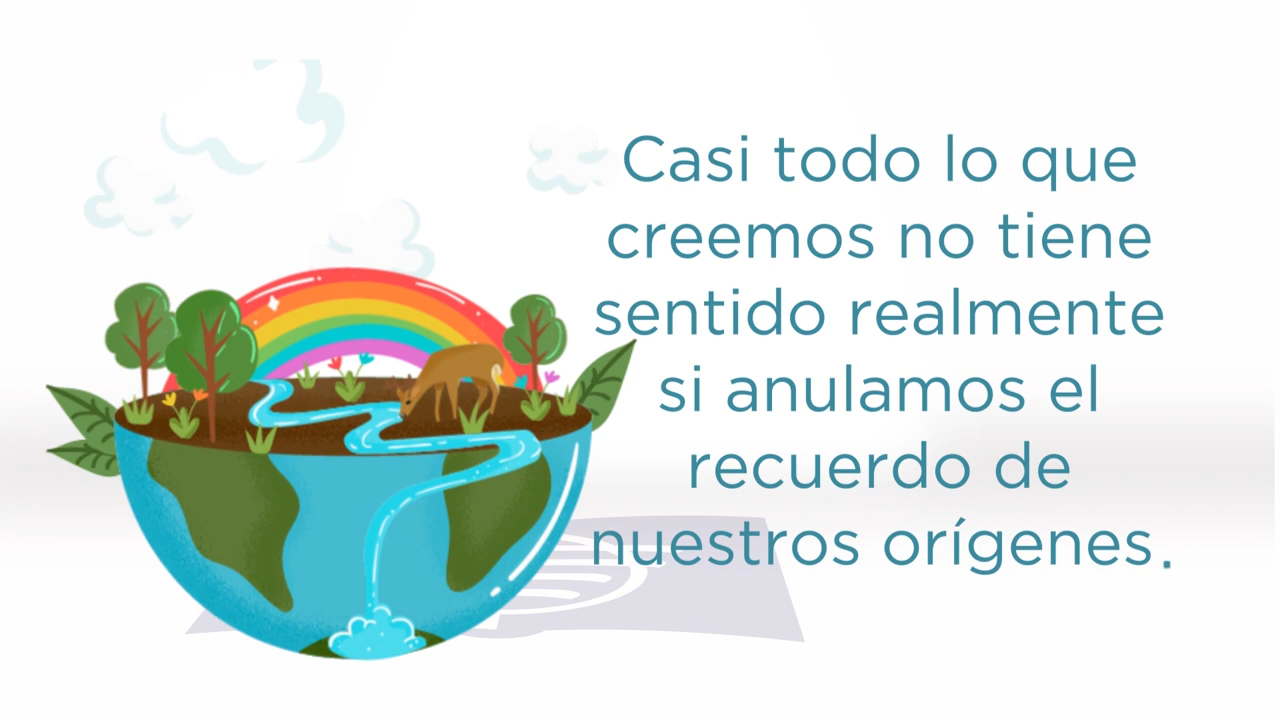 Casi todo lo que
creemos no tiene
sentido realmente
si anulamos el
recuerdo de
nuestros orígenes.